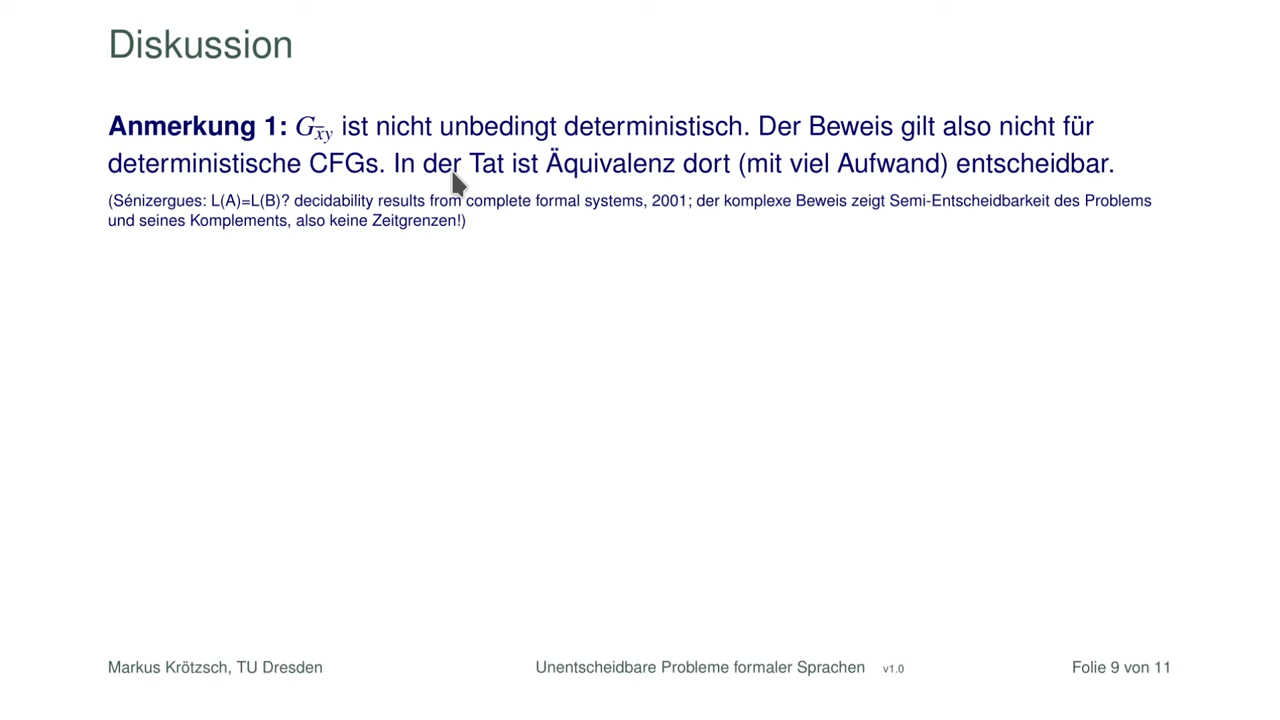 Diskussion
Anmerkung 1: G_x̅y ist nicht unbedingt deterministisch. Der Beweis gilt also nicht für
deterministische CFGs. In der Tat ist Äquivalenz dort (mit viel Aufwand) entscheidbar.
(Sénizergues: L(A)=L(B)? decidability results from complete formal systems, 2001; der komplexe Beweis zeigt Semi-Entscheidbarkeit des Problems
und seines Komplements, also keine Zeitgrenzen!)
Markus Krötzsch, TU Dresden Unentscheidbare Probleme formaler Sprachen v1.0 Folie 9 von 11